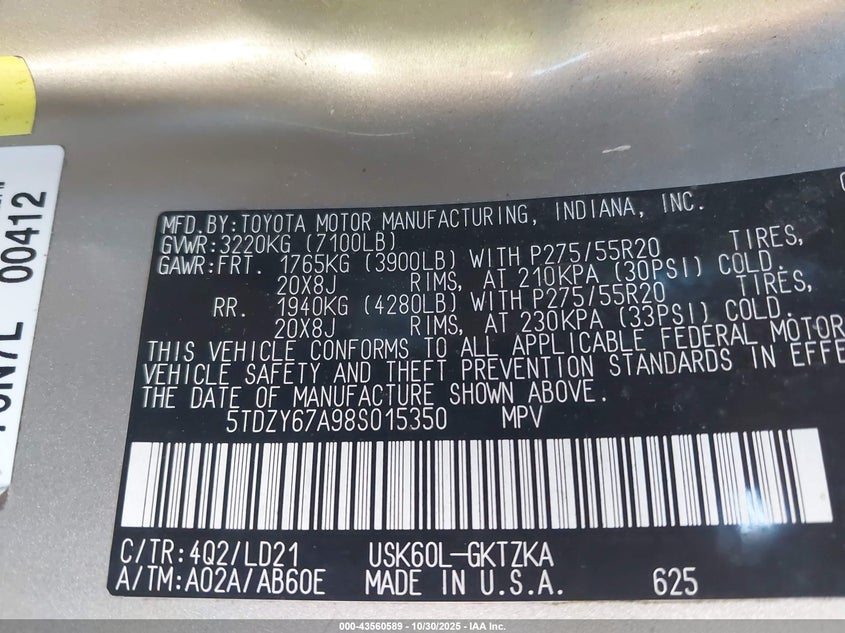 00412
MFD.BY:TOYOTA MOTOR MANUFACTURING, INDIANA, INC.
GVWR:3220KG (7100LB)
GAWR:FRT. 1765KG (3900LB) WITH P275/55R20 TIRES,
20X8J RIMS, AT 210KPA (30PSI) COLD.
RR. 1940KG (4280LB) WITH P275/55R20 TIRES,
20X8J RIMS, AT 230KPA (33PSI) COLD.
THIS VEHICLE CONFORMS TO ALL APPLICABLE FEDERAL MOTOR
VEHICLE SAFETY AND THEFT PREVENTION STANDARDS IN EFFE
THE DATE OF MANUFACTURE SHOWN ABOVE.
5TDZY67A98S015350 MPV
C/TR:4Q2/LD21 USK60L-GKTZKA
A/TM:A02A/AB60E MADE IN U.S.A. 625
000-43560589 - 10/30/2025 - IAA Inc.